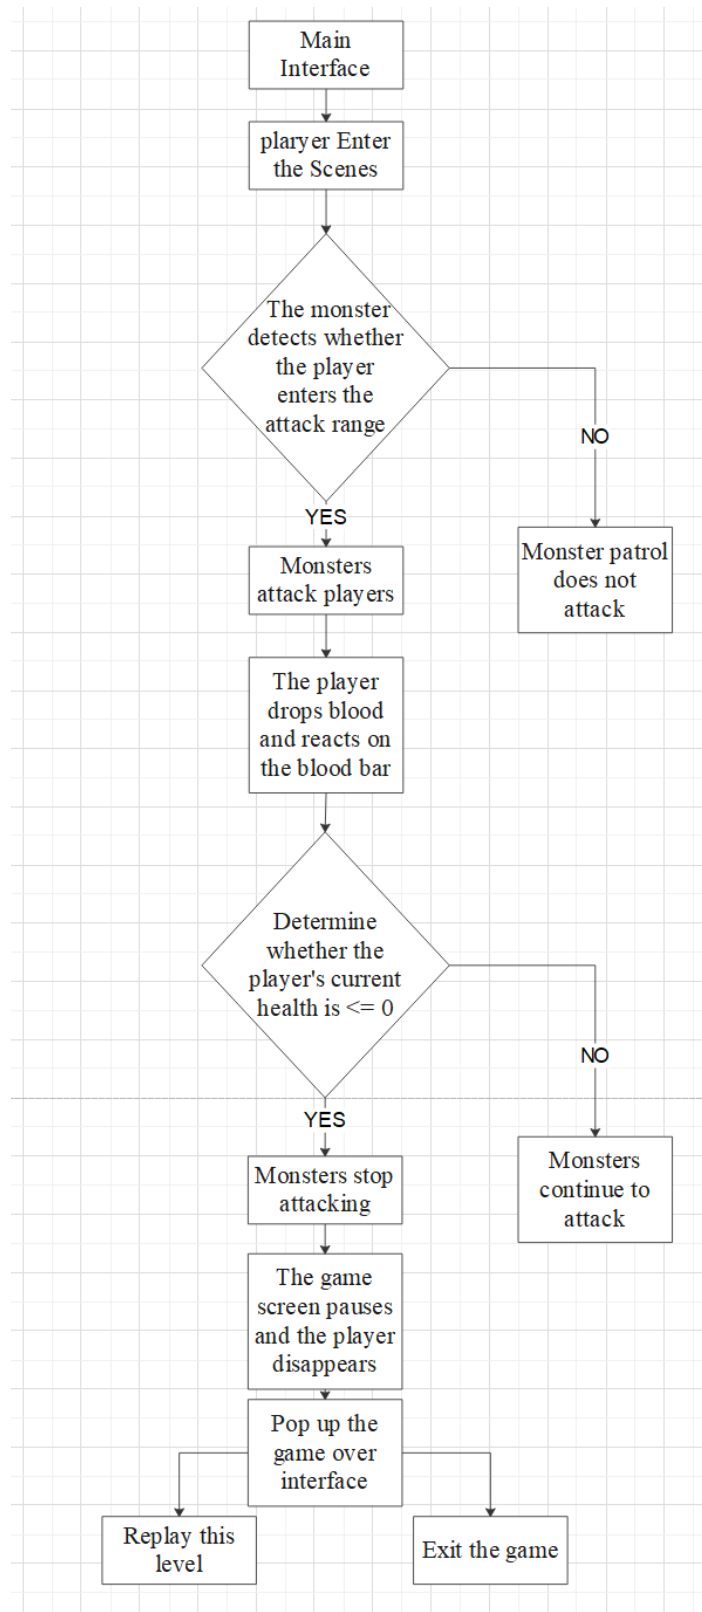 Main
Interface
plaryer Enter
the Scenes
The monster
detects whether
the player
enters the
attack range
NO
YES
Monsters
attack players
Monster patrol
does not
attack
The player
drops blood
and reacts on
the blood bar
Determine
whether the
player's current
health is <= 0
NO
YES
Monsters stop
attacking
Monsters
continue to
attack
The game
screen pauses
and the player
disappears
Pop up the
game over
interface
Replay this
level
Exit the game